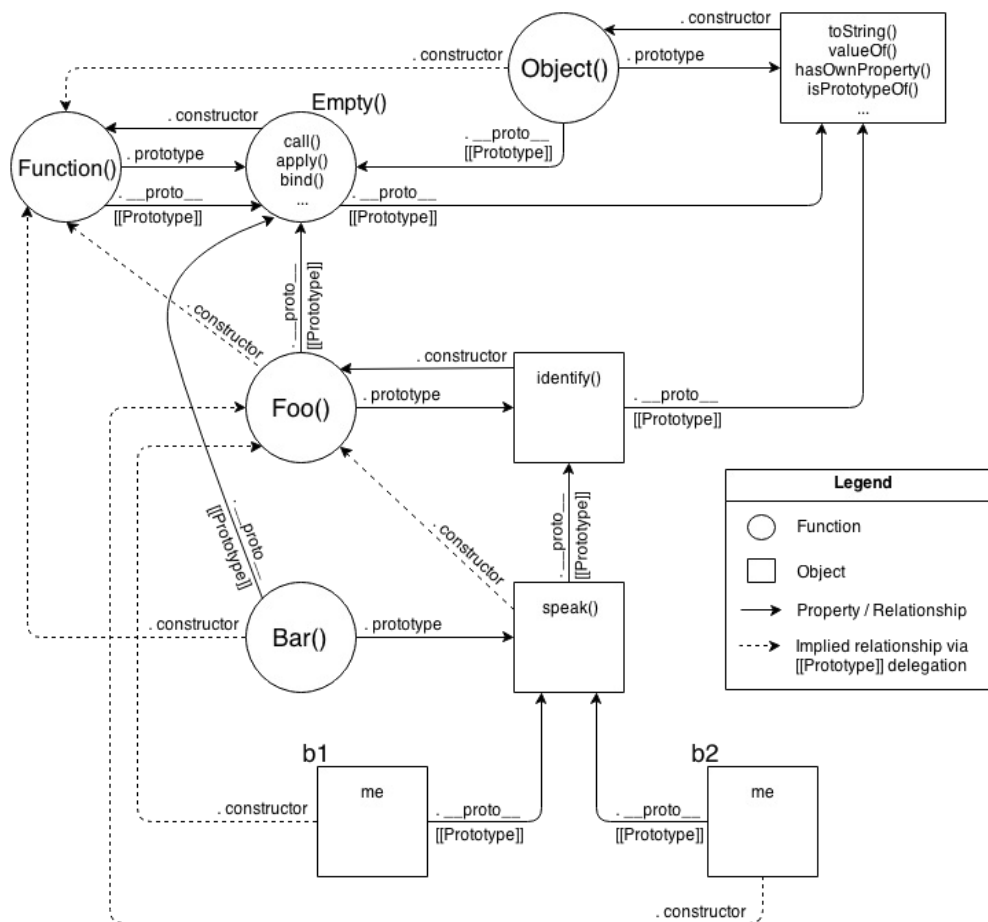 . constructor
. constructor
Object()
. prototype
toString()
valueOf()
hasOwnProperty()
isPrototypeOf()
...
Empty()
. constructor
Function()
. prototype
. __proto__
[[Prototype]]
call()
apply()
bind()
...
. __proto__
[[Prototype]]
. __proto__
[[Prototype]]
. constructor
. __proto__
[[Prototype]]
. constructor
Foo()
. prototype
identify()
. __proto__
[[Prototype]]
. __proto__
[[Prototype]]
. constructor
. __proto__
[[Prototype]]
. constructor
Bar()
. prototype
speak()
Legend
Function
Object
Property / Relationship
Implied relationship via
[[Prototype]] delegation
b1
me
. constructor
. __proto__
[[Prototype]]
b2
me
. __proto__
[[Prototype]]
. constructor